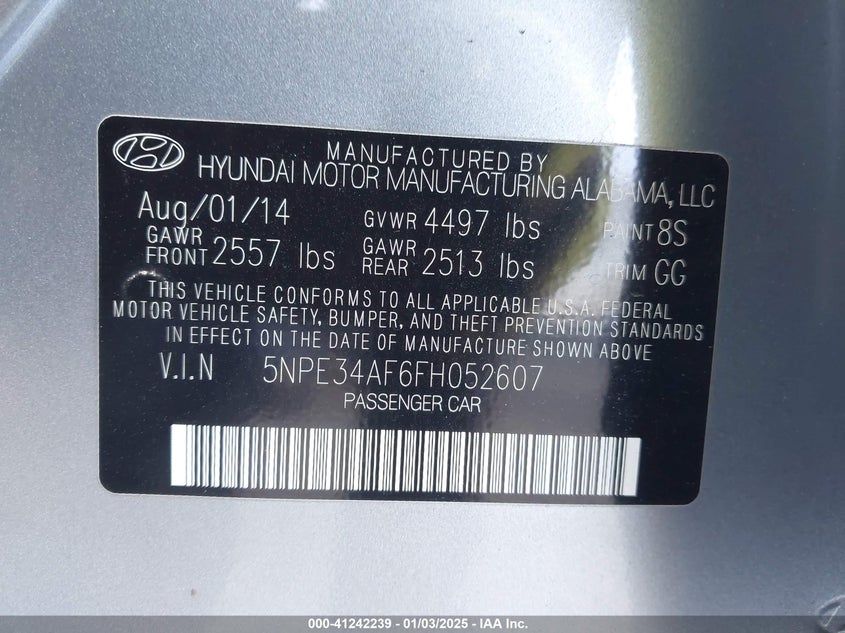 MANUFACTURED BY
HYUNDAI MOTOR MANUFACTURING ALABAMA, LLC
Aug/01/14 GVWR 4497 lbs PAINT 8S
GAWR FRONT 2557 lbs GAWR REAR 2513 lbs TRIM GG
THIS VEHICLE CONFORMS TO ALL APPLICABLE U.S.A. FEDERAL
MOTOR VEHICLE SAFETY, BUMPER, AND THEFT PREVENTION STANDARDS
IN EFFECT ON THE DATE OF MANUFACTURE SHOWN ABOVE
V.I.N 5NPE34AF6FH052607
PASSENGER CAR
000-41242239 - 01/03/2025 - IAA Inc.